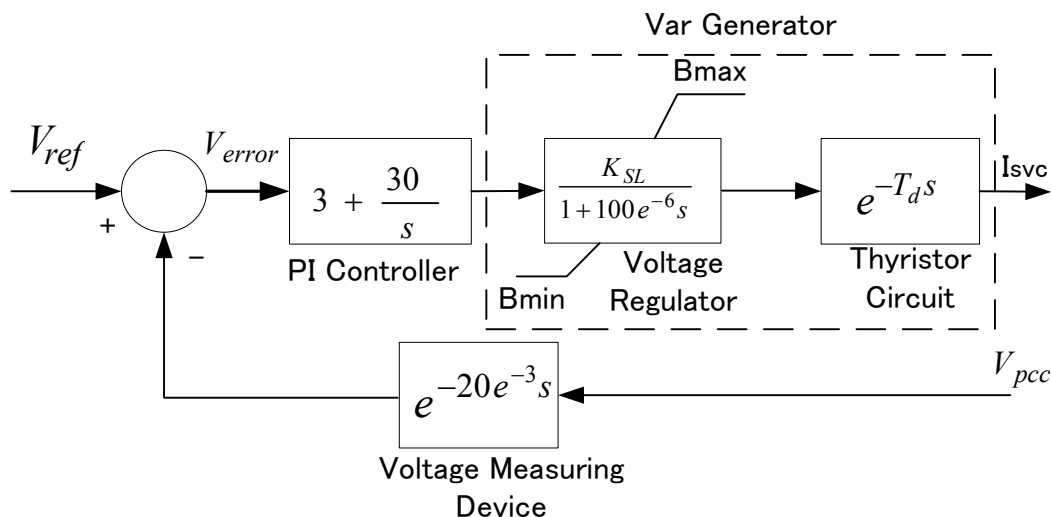 Var Generator
Bmax
V_ref
V_error
+
−
3 + 30/s
PI Controller
K_SL / 1 + 100e^−6 s
Bmin
Voltage
Regulator
e^−T_d s
Thyristor
Circuit
Isvc
V_pcc
e^−20e^−3 s
Voltage Measuring
Device